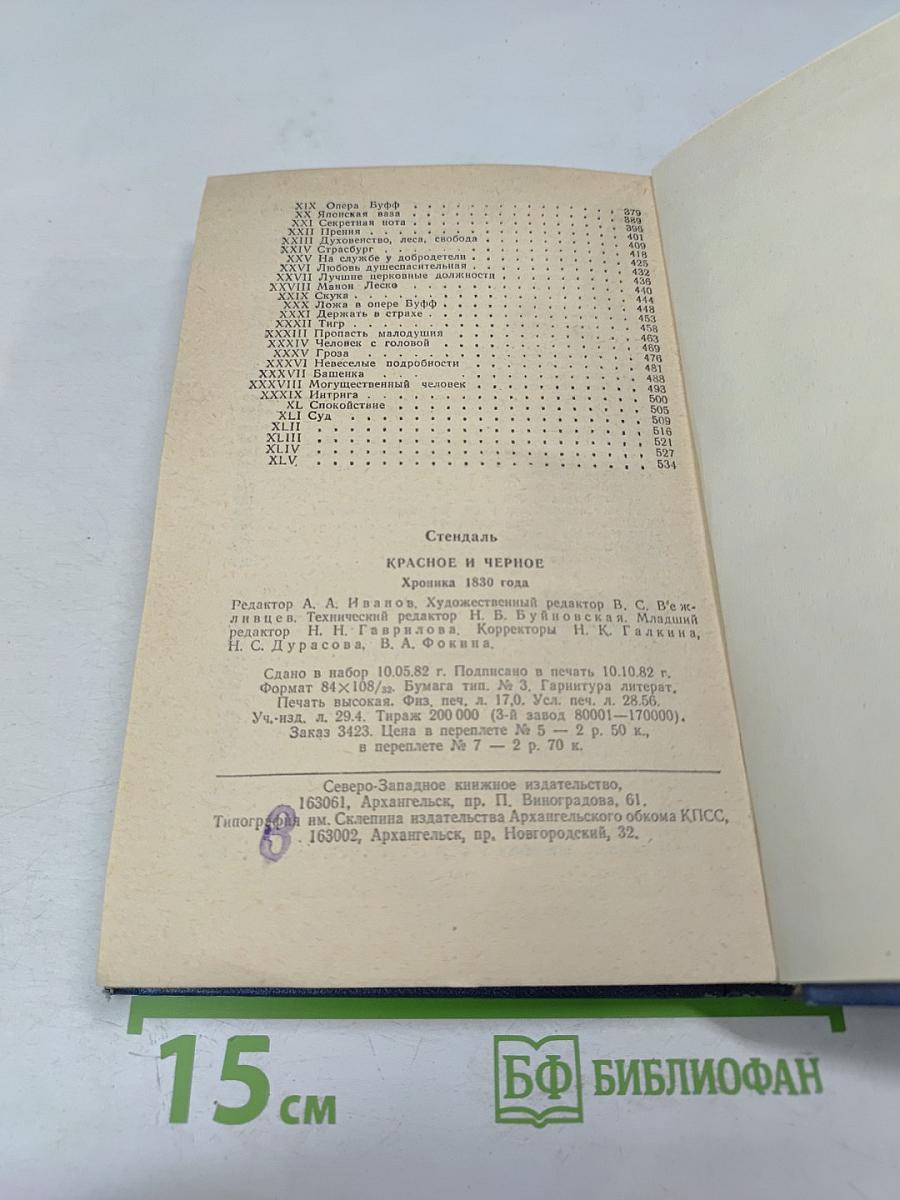 XIX Опера Буфф . . . . . . . . . . . . . 379
XX Японская ваза . . . . . . . . . . . . . 389
XXI Секретная нота . . . . . . . . . . . . . 396
XXII Прения . . . . . . . . . . . . . 401
XXIII Духовенство, леса, свобода . . . . . . . . . . 409
XXIV Страсбург . . . . . . . . . . . . . 418
XXV На службе у добродетели . . . . . . . . . . 425
XXVI Любовь душеспасительная . . . . . . . . . . 432
XXVII Лучшие церковные должности . . . . . . . . . 436
XXVIII Манон Леско . . . . . . . . . . . . . 440
XXIX Скука . . . . . . . . . . . . . 444
XXX Ложа в опере Буфф . . . . . . . . . . . 448
XXXI Держать в страхе . . . . . . . . . . . . 453
XXXII Тигр . . . . . . . . . . . . . 458
XXXIII Пропасть малодушия . . . . . . . . . . . 463
XXXIV Человек с головой . . . . . . . . . . . 469
XXXV Гроза . . . . . . . . . . . . . 476
XXXVI Невеселые подробности . . . . . . . . . . 481
XXXVII Башенка . . . . . . . . . . . . . 488
XXXVIII Могущественный человек . . . . . . . . . . 493
XXXIX Интрига . . . . . . . . . . . . . 500
XL Спокойствие . . . . . . . . . . . . . 505
XLI Суд . . . . . . . . . . . . . 509
XLII . . . . . . . . . . . . . 516
XLIII . . . . . . . . . . . . . 521
XLIV . . . . . . . . . . . . . 527
XLV . . . . . . . . . . . . . 534
Стендаль
КРАСНОЕ И ЧЕРНОЕ
Хроника 1830 года
Редактор А. А. Иванов. Художественный редактор В. С. Веж-
ливцев. Технический редактор Н. Б. Буйновская. Младший
редактор Н. Н. Гаврилова. Корректоры Н. К. Галкина,
Н. С. Дурасова, В. А. Фокина.
Сдано в набор 10.05.82 г. Подписано в печать 10.10.82 г.
Формат 84×108/32. Бумага тип. № 3. Гарнитура литерат.
Печать высокая. Физ. печ. л. 17,0. Усл. печ. л. 28.56.
Уч.-изд. л. 29.4. Тираж 200 000 (3-й завод 80001—170000).
Заказ 3423. Цена в переплете № 5 — 2 р. 50 к.,
в переплете № 7 — 2 р. 70 к.
Северо-Западное книжное издательство,
163061, Архангельск, пр. П. Виноградова, 61.
Типография им. Склепина издательства Архангельского обкома КПСС,
163002, Архангельск, пр. Новгородский, 32.
3
15 см
БФ БИБЛИОФАН